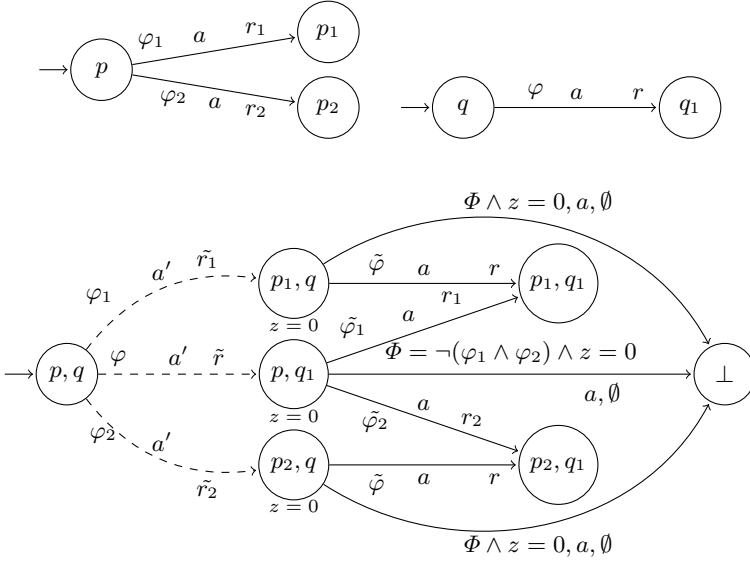 φ₁ a r₁ p₁
p
φ₂ a r₂ p₂
q φ a r q₁
Φ ∧ z = 0, a, ∅
φ₁ a′ r̃₁ p₁, q φ̃ a r p₁, q₁
z = 0
φ̃₁ a r₁
p, q φ a′ r̃ p, q₁ Φ = ¬(φ₁ ∧ φ₂) ∧ z = 0 ⊥
z = 0
a, ∅
φ₂ a′ r̃₂ φ̃₂ a r₂
p₂, q φ̃ a r p₂, q₁
z = 0
Φ ∧ z = 0, a, ∅